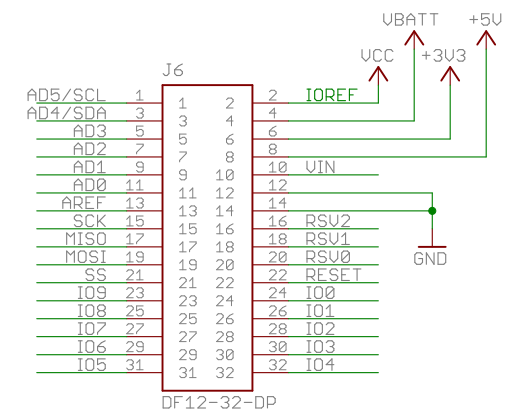 VBATT +5V
VCC +3V3
J6
AD5/SCL 1 1 2 2 IOREF
AD4/SDA 3 3 4 4
AD3 5 5 6 6
AD2 7 7 8 8
AD1 9 9 10 10 VIN
AD0 11 11 12 12
AREF 13 13 14 14
SCK 15 15 16 16 RSV2
MISO 17 17 18 18 RSV1
MOSI 19 19 20 20 RSV0
SS 21 21 22 22 RESET
IO9 23 23 24 24 IO0
IO8 25 25 26 26 IO1
IO7 27 27 28 28 IO2
IO6 29 29 30 30 IO3
IO5 31 31 32 32 IO4
GND
DF12-32-DP